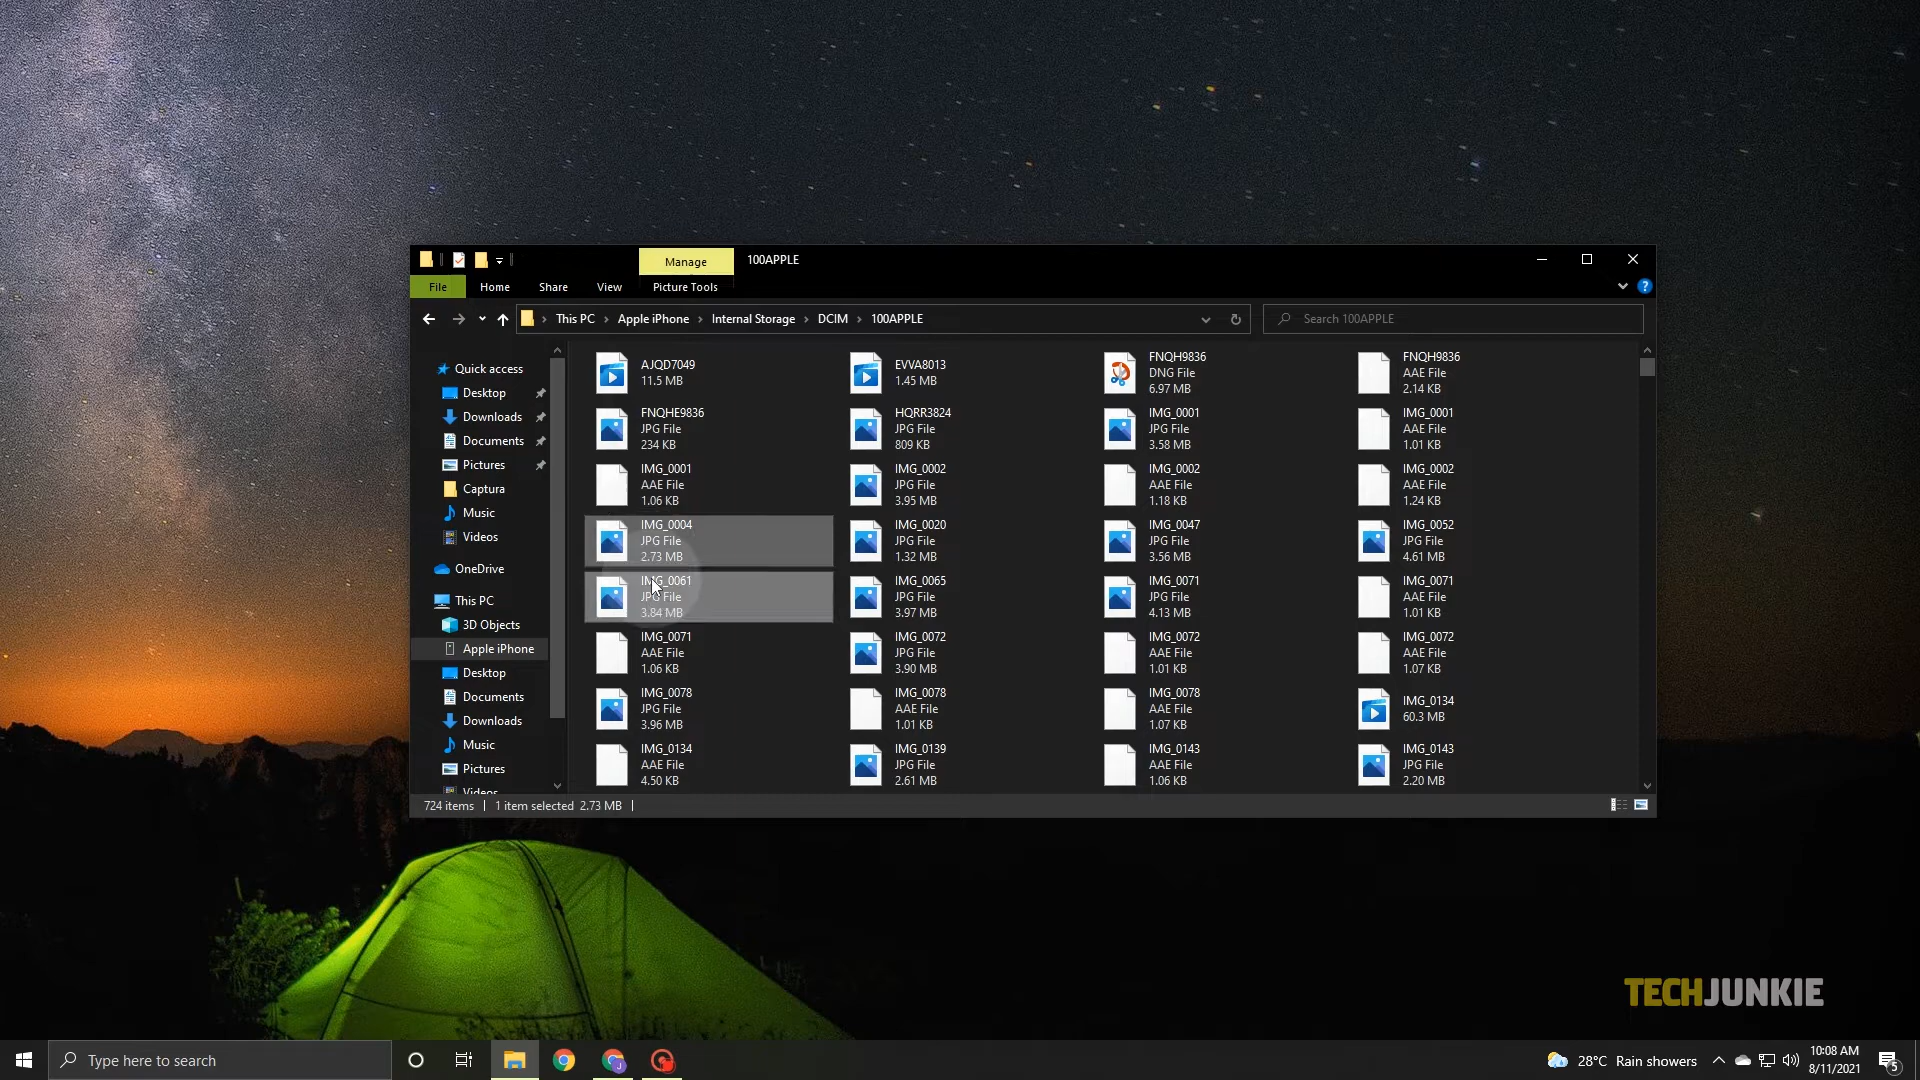 Manage
100APPLE
File
Home
Share
View
Picture Tools
This PC
Apple iPhone
Internal Storage
DCIM
100APPLE
Search 100APPLE
Quick access
Desktop
Downloads
Documents
Pictures
Captura
Music
Videos
OneDrive
This PC
3D Objects
Apple iPhone
Desktop
Documents
Downloads
Music
Pictures
Videos
AJQD7049
11.5 MB
EVVA8013
1.45 MB
FNQH9836
DNG File
6.97 MB
FNQH9836
AAE File
2.14 KB
FNQHE9836
JPG File
234 KB
HQRR3824
JPG File
809 KB
IMG_0001
JPG File
3.58 MB
IMG_0001
AAE File
1.01 KB
IMG_0001
AAE File
1.06 KB
IMG_0002
JPG File
3.95 MB
IMG_0002
AAE File
1.18 KB
IMG_0002
AAE File
1.24 KB
IMG_0004
JPG File
2.73 MB
IMG_0020
JPG File
1.32 MB
IMG_0047
JPG File
3.56 MB
IMG_0052
JPG File
4.61 MB
IMG_0061
JPG File
3.84 MB
IMG_0065
JPG File
3.97 MB
IMG_0071
JPG File
4.13 MB
IMG_0071
AAE File
1.01 KB
IMG_0071
AAE File
1.06 KB
IMG_0072
JPG File
3.90 MB
IMG_0072
AAE File
1.01 KB
IMG_0072
AAE File
1.07 KB
IMG_0078
JPG File
3.96 MB
IMG_0078
AAE File
1.01 KB
IMG_0078
AAE File
1.07 KB
IMG_0134
60.3 MB
IMG_0134
AAE File
4.50 KB
IMG_0139
JPG File
2.61 MB
IMG_0143
AAE File
1.06 KB
IMG_0143
JPG File
2.20 MB
724 items
1 item selected 2.73 MB
TECHJUNKIE
Type here to search
28°C Rain showers
10:08 AM
8/11/2021
5